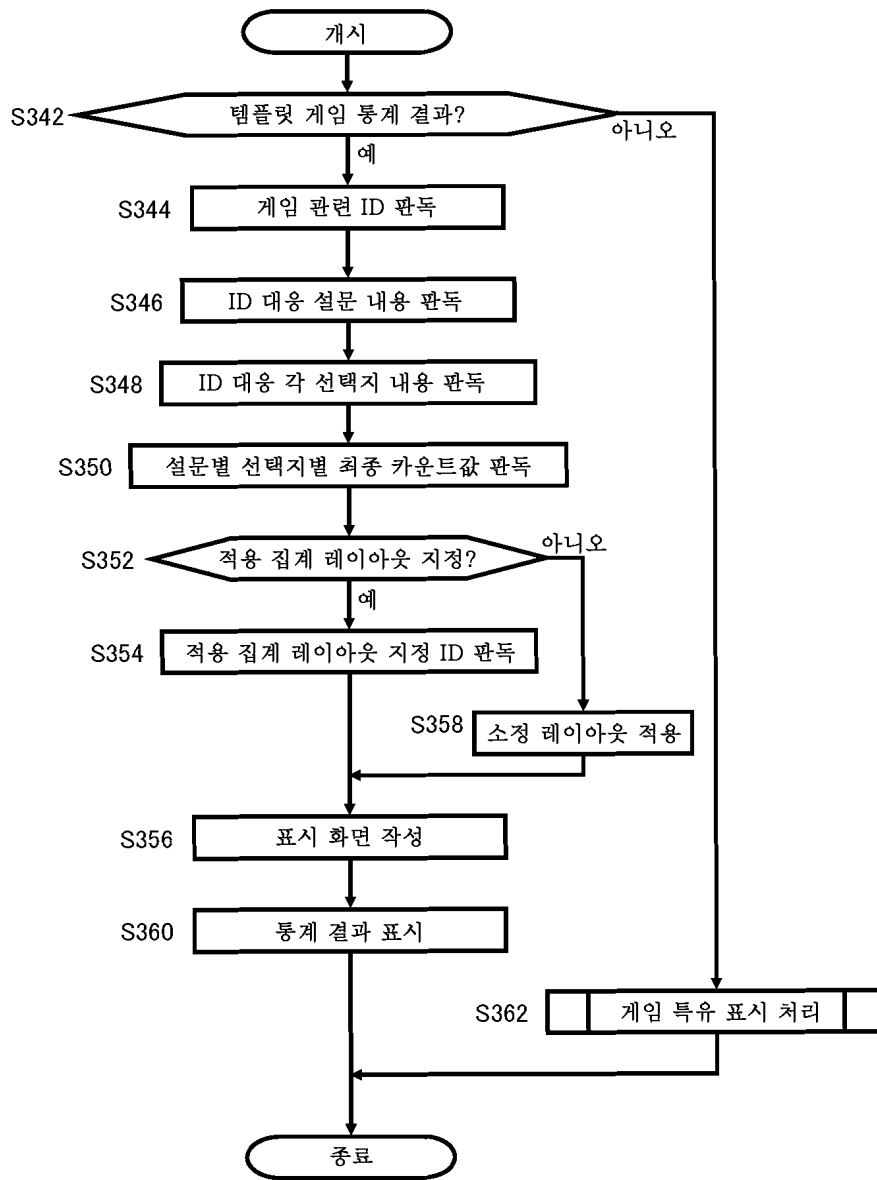 개시
S342
템플릿 게임 통계 결과?
아니오
예
S344
게임 관련 ID 판독
S346
ID 대응 설문 내용 판독
S348
ID 대응 각 선택지 내용 판독
S350
설문별 선택지별 최종 카운트값 판독
S352
적용 집계 레이아웃 지정?
아니오
예
S354
적용 집계 레이아웃 지정 ID 판독
S358
소정 레이아웃 적용
S356
표시 화면 작성
S360
통계 결과 표시
S362
게임 특유 표시 처리
종료